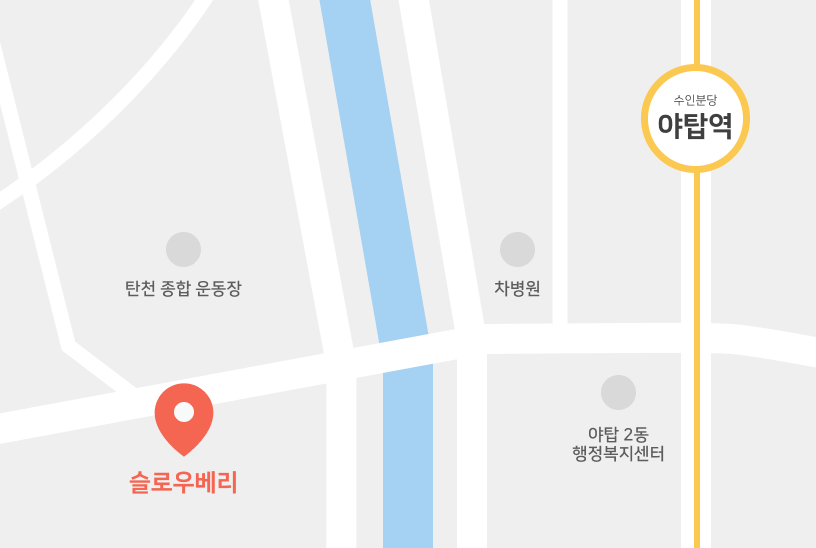 수인분당
야탑역
탄천 종합 운동장
차병원
야탑 2동
행정복지센터
슬로우베리